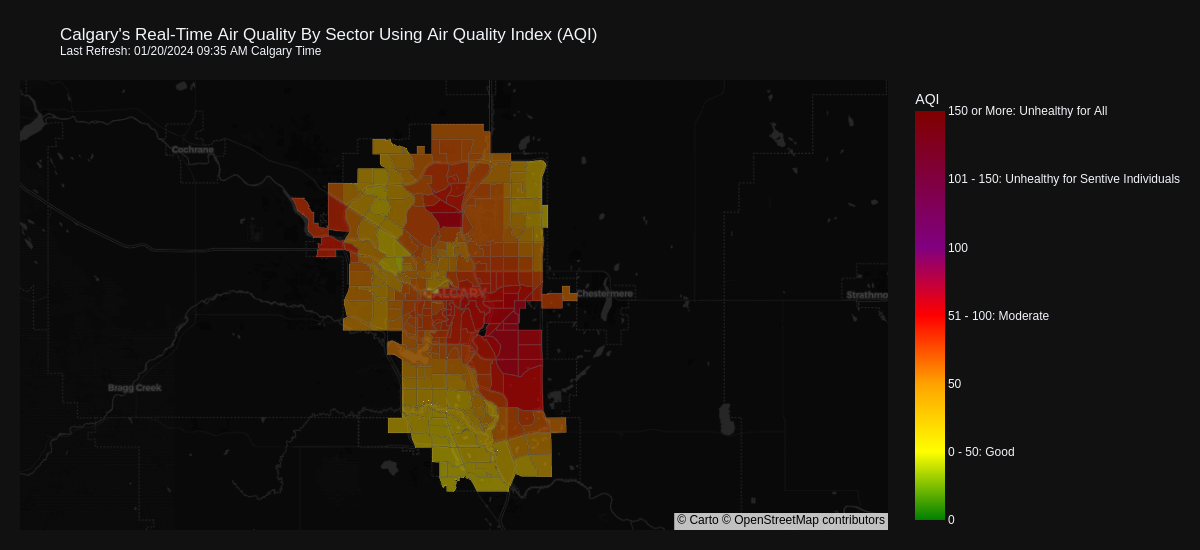 Calgary's Real-Time Air Quality By Sector Using Air Quality Index (AQI)
Last Refresh: 01/20/2024 09:35 AM Calgary Time
AQI
150 or More: Unhealthy for All
Cochrane
101 - 150: Unhealthy for Sentive Individuals
100
CALGARY
Chestermere
Strathmo
51 - 100: Moderate
50
Bragg Creek
0 - 50: Good
0
© Carto © OpenStreetMap contributors